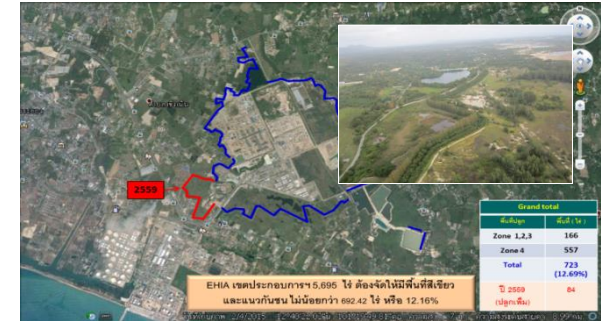 2559
Grand total
พื้นที่ปลูก พื้นที่ (ไร่)
Zone 1,2,3 166
Zone 4 557
Total 723 (12.69%)
ปี 2559 (ปลูกเพิ่ม) 84
EHIA เขตประกอบการฯ 5,695 ไร่ ต้องจัดให้มีพื้นที่สีเขียว
และแนวกันชน ไม่น้อยกว่า 692.42 ไร่ หรือ 12.16%
2/4/2015